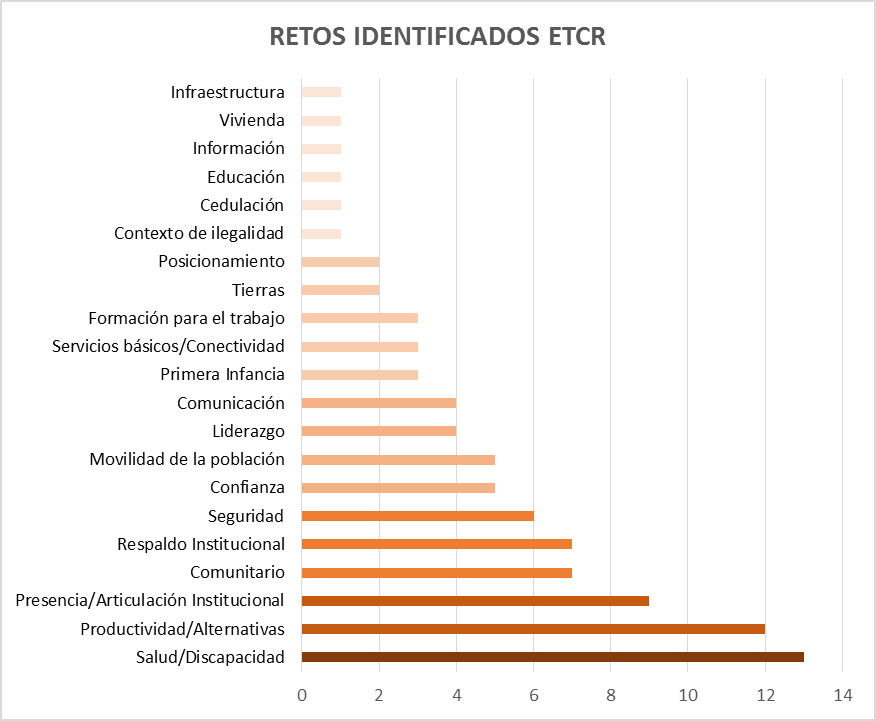 RETOS IDENTIFICADOS ETCR
Infraestructura
Vivienda
Información
Educación
Cedulación
Contexto de ilegalidad
Posicionamiento
Tierras
Formación para el trabajo
Servicios básicos/Conectividad
Primera Infancia
Comunicación
Liderazgo
Movilidad de la población
Confianza
Seguridad
Respaldo Institucional
Comunitario
Presencia/Articulación Institucional
Productividad/Alternativas
Salud/Discapacidad
0 2 4 6 8 10 12 14